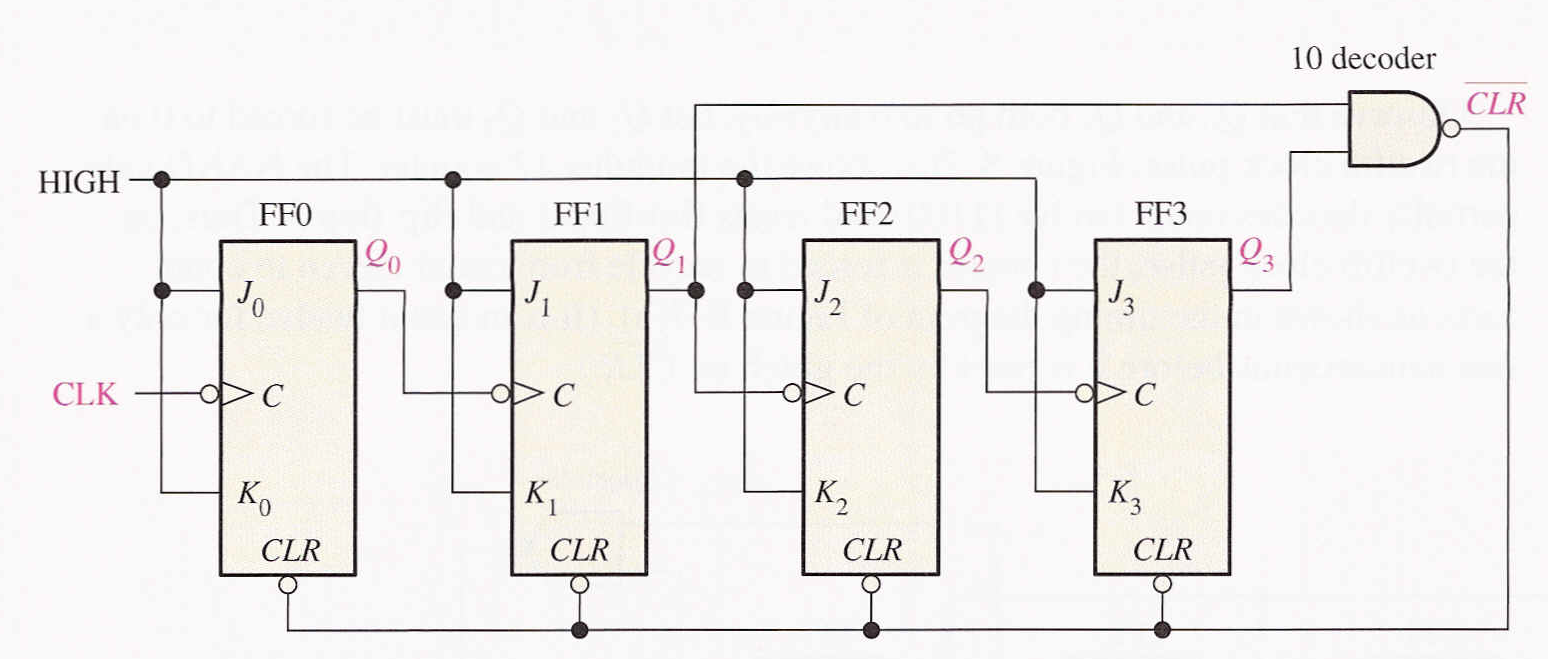 10 decoder
CLR
HIGH
FF0
FF1
FF2
FF3
Q0
Q1
Q2
Q3
J0
J1
J2
J3
CLK
C
C
C
C
K0
K1
K2
K3
CLR
CLR
CLR
CLR